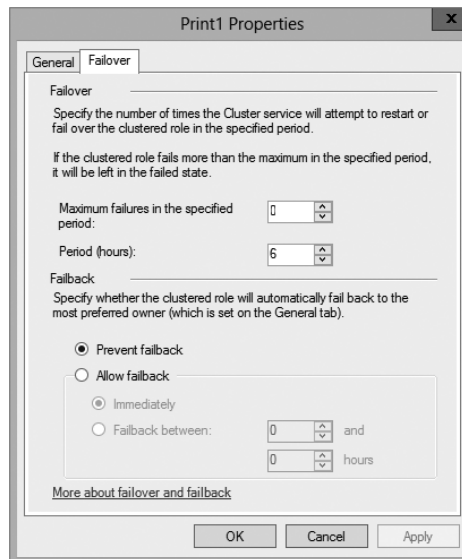 Print1 Properties
x
General
Failover
Failover
Specify the number of times the Cluster service will attempt to restart or
fail over the clustered role in the specified period.
If the clustered role fails more than the maximum in the specified period,
it will be left in the failed state.
Maximum failures in the specified
period:
0
Period (hours):
6
Failback
Specify whether the clustered role will automatically fail back to the
most preferred owner (which is set on the General tab).
Prevent failback
Allow failback
Immediately
Failback between:
0
and
0
hours
More about failover and failback
OK
Cancel
Apply